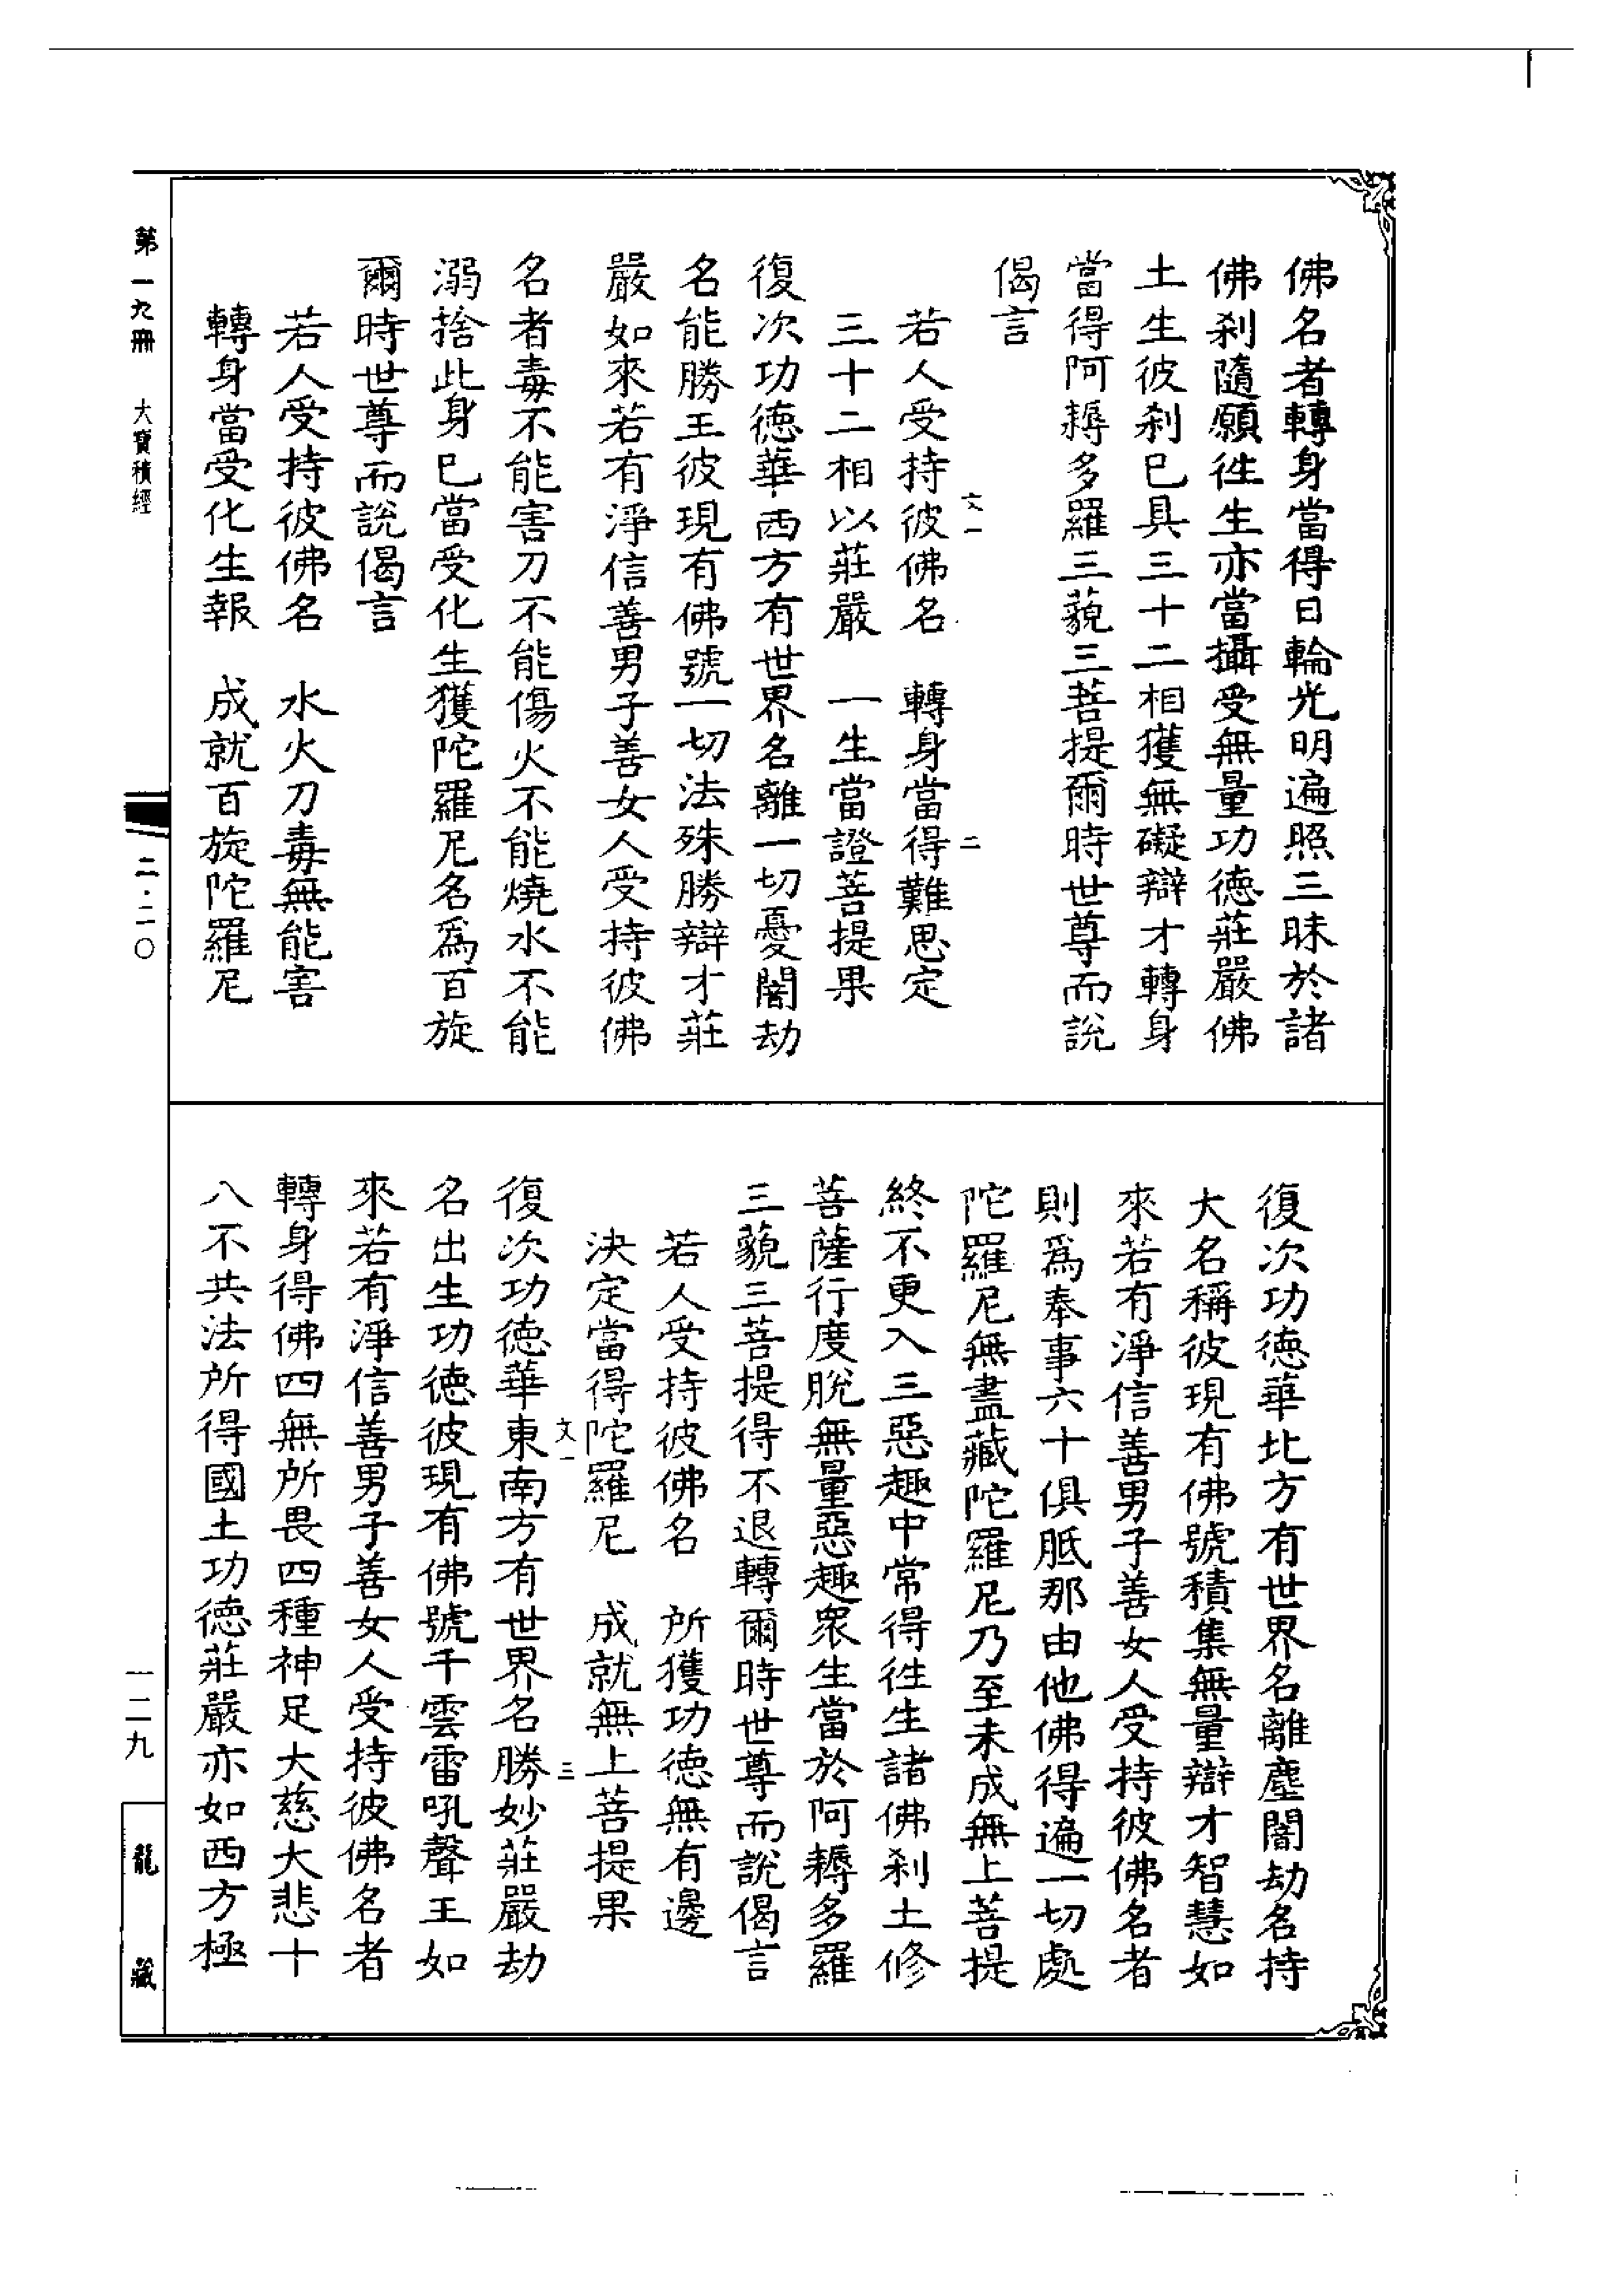 佛名者轉身當得日輪光明遍照三昧於諸
佛刹隨願徃生亦當攝受無量功德莊嚴佛
土生彼刹已具三十二相獲無礙辯才轉身
當得阿耨多羅三藐三菩提爾時世尊而說
偈言
若人受持彼佛名　轉身當得難思定
文一
二
三十二相以莊嚴　一生當證菩提果
復次功德華西方有世界名離一切憂闇劫
名能勝王彼現有佛號一切法殊勝辯才莊
嚴如來若有淨信善男子善女人受持彼佛
名者毒不能害刀不能傷火不能燒水不能
溺捨此身已當受化生獲陀羅尼名爲百旋
爾時世尊而說偈言
若人受持彼佛名　水火刀毒無能害
轉身當受化生報　成就百旋陀羅尼
復次功德華北方有世界名離塵闇劫名持
大名稱彼現有佛號積集無量辯才智慧如
來若有淨信善男子善女人受持彼佛名者
則爲奉事六十俱胝那由他佛得遍一切處
陀羅尼無盡藏陀羅尼乃至未成無上菩提
終不更入三惡趣中常得徃生諸佛刹土修
菩薩行度脫無量惡趣衆生當於阿耨多羅
三藐三菩提得不退轉爾時世尊而說偈言
若人受持彼佛名　所獲功德無有邊
決定當得陀羅尼　成就無上菩提果
文一
三
復次功德華東南方有世界名勝妙莊嚴劫
名出生功德彼現有佛號千雲雷吼聲王如
來若有淨信善男子善女人受持彼佛名者
轉身得佛四無所畏四種神足大慈大悲十
八不共法所得國土功德莊嚴亦如西方極
第一九冊　大寶積經
二·二〇
一二九
龍藏